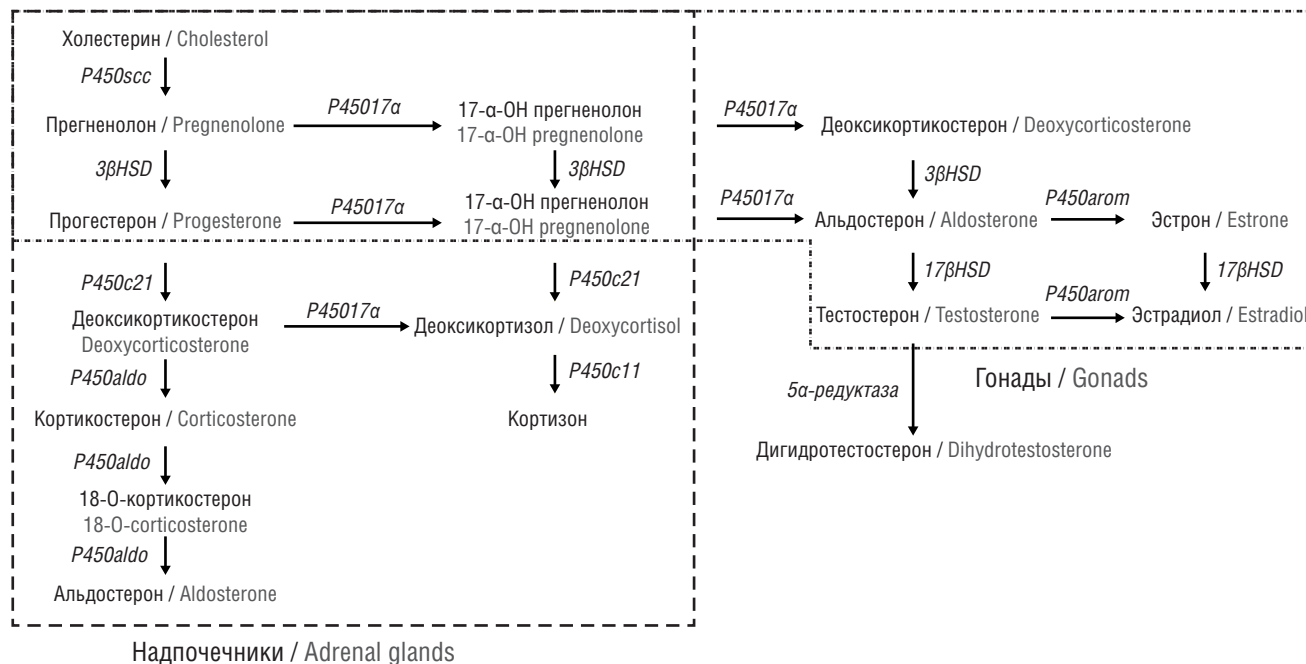 Холестерин / Cholesterol
P450scc
P45017α
17-α-ОН прегненолон
17-α-OH pregnenolone
P45017α
Прегненолон / Pregnenolone
Деоксикортикостерон / Deoxycorticosterone
3βHSD
3βHSD
3βHSD
P45017α
17-α-ОН прегненолон
17-α-OH pregnenolone
P45017α
P450arom
Прогестерон / Progesterone
Альдостерон / Aldosterone
Эстрон / Estrone
P450c21
P450c21
17βHSD
17βHSD
P45017α
P450arom
Деоксикортикостерон
Deoxycorticosterone
Деоксикортизол / Deoxycortisol
Тестостерон / Testosterone
Эстрадиол / Estradiol
P450aldo
P450c11
5α-редуктаза
Гонады / Gonads
Кортикостерон / Corticosterone
Кортизон
Дигидротестостерон / Dihydrotestosterone
P450aldo
18-О-кортикостерон
18-O-corticosterone
P450aldo
Альдостерон / Aldosterone
Надпочечники / Adrenal glands